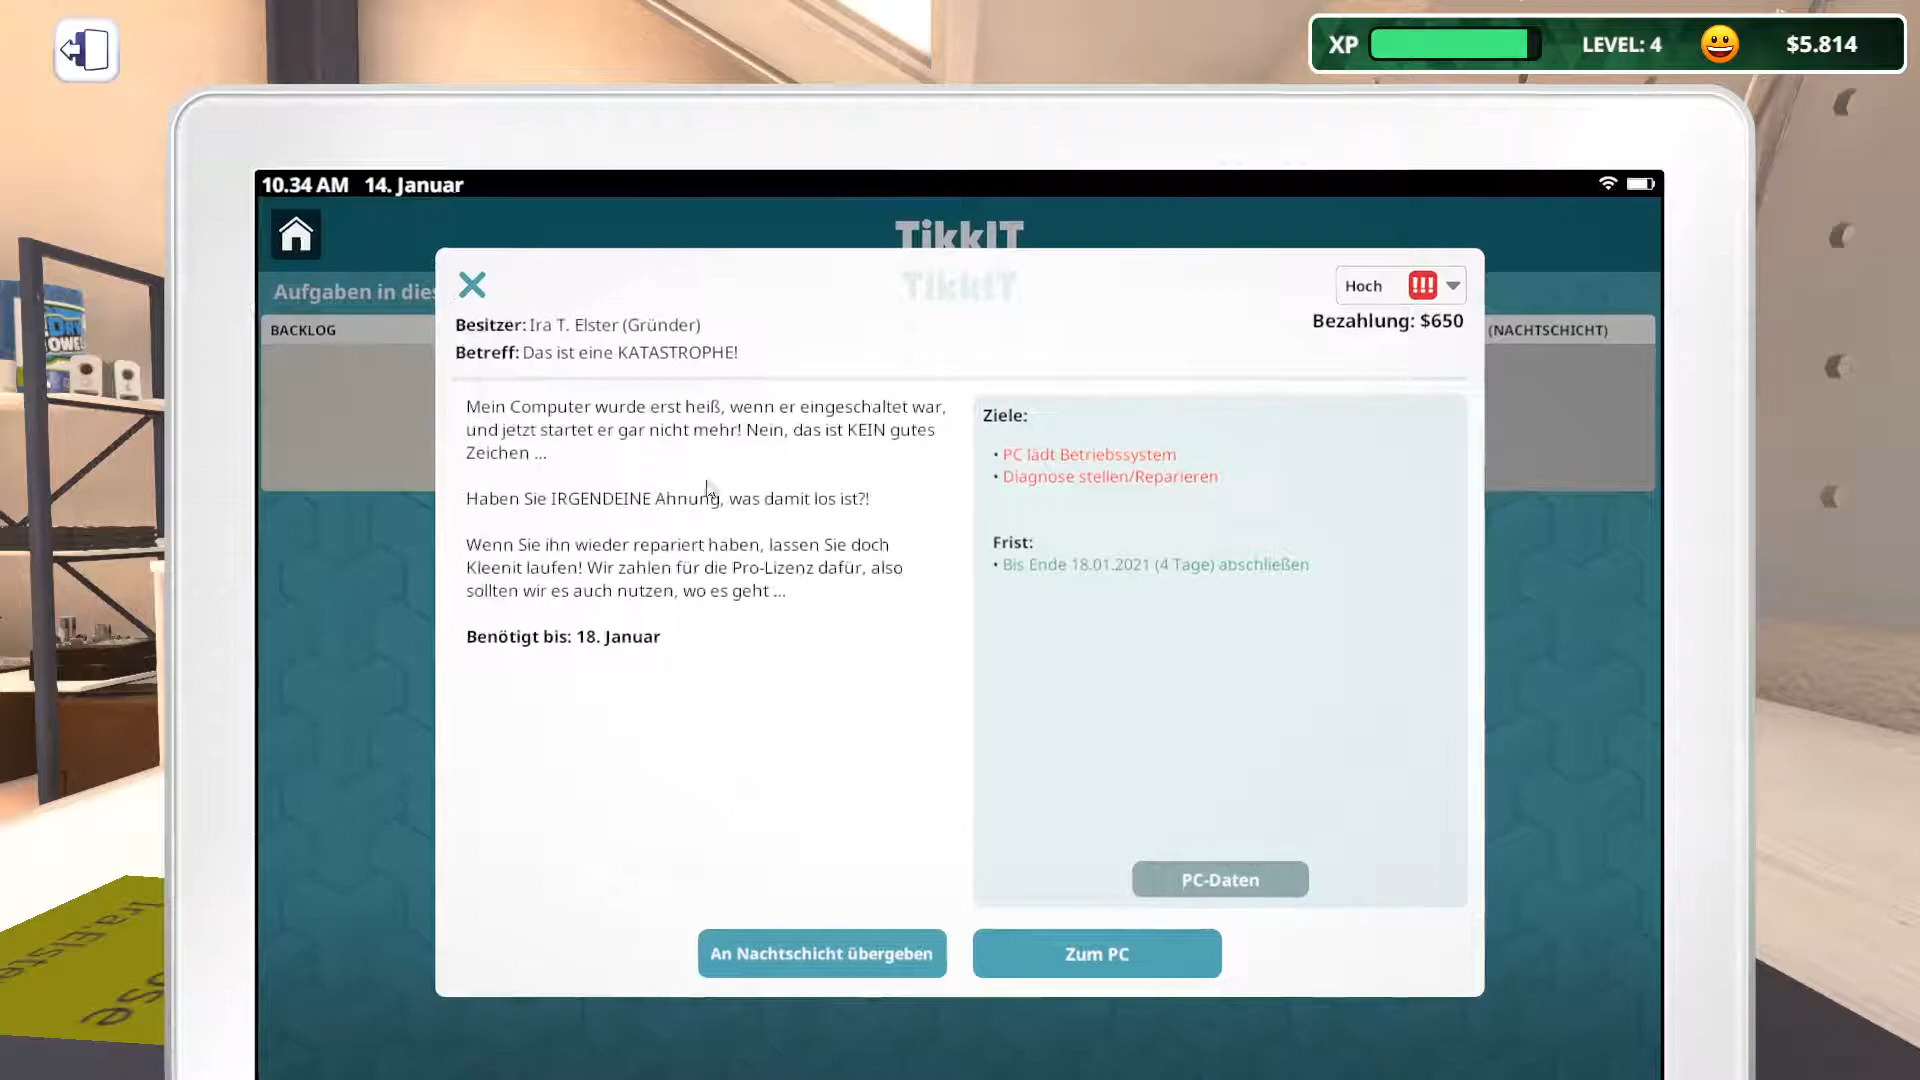 XP
LEVEL: 4
$5.814
10.34 AM 14. Januar
TikkIT
TikkIT
Aufgaben in dies
BACKLOG
(NACHTSCHICHT)
Hoch !!!
Besitzer: Ira T. Elster (Gründer)
Bezahlung: $650
Betreff: Das ist eine KATASTROPHE!
Mein Computer wurde erst heiß, wenn er eingeschaltet war,
und jetzt startet er gar nicht mehr! Nein, das ist KEIN gutes
Zeichen ...
Haben Sie IRGENDEINE Ahnung, was damit los ist?!
Wenn Sie ihn wieder repariert haben, lassen Sie doch
Kleenit laufen! Wir zahlen für die Pro-Lizenz dafür, also
sollten wir es auch nutzen, wo es geht ...
Benötigt bis: 18. Januar
Ziele:
• PC lädt Betriebssystem
• Diagnose stellen/Reparieren
Frist:
• Bis Ende 18.01.2021 (4 Tage) abschließen
PC-Daten
An Nachtschicht übergeben
Zum PC